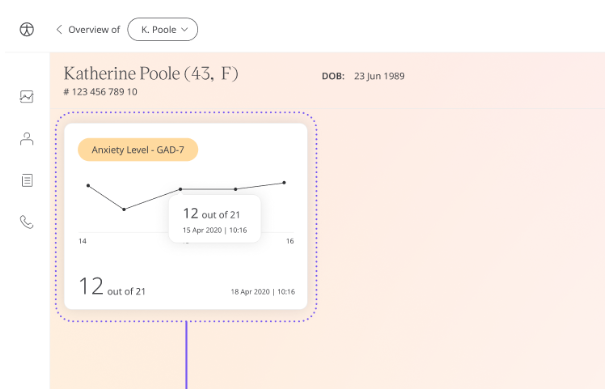 Overview of K. Poole
Katherine Poole (43, F)
DOB: 23 Jun 1989
# 123 456 789 10
Anxiety Level - GAD-7
12 out of 21
15 Apr 2020 | 10:16
14 16
12 out of 21
18 Apr 2020 | 10:16